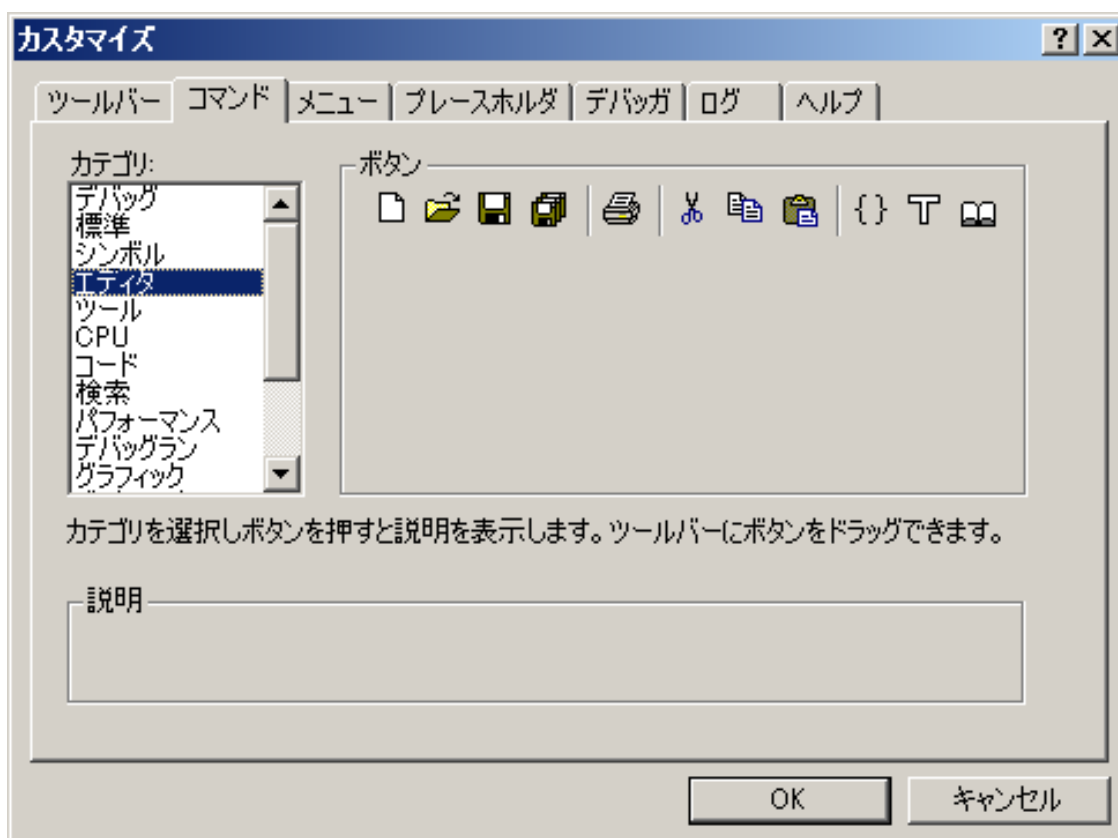 カスタマイズ
ツールバー コマンド メニュー プレースホルダ デバッガ ログ ヘルプ
カテゴリ:
デバッグ
標準
シンボル
エディタ
ツール
CPU
コード
検索
パフォーマンス
デバッグラン
グラフィック
ボタン
カテゴリを選択しボタンを押すと説明を表示します。ツールバーにボタンをドラッグできます。
説明
OK キャンセル